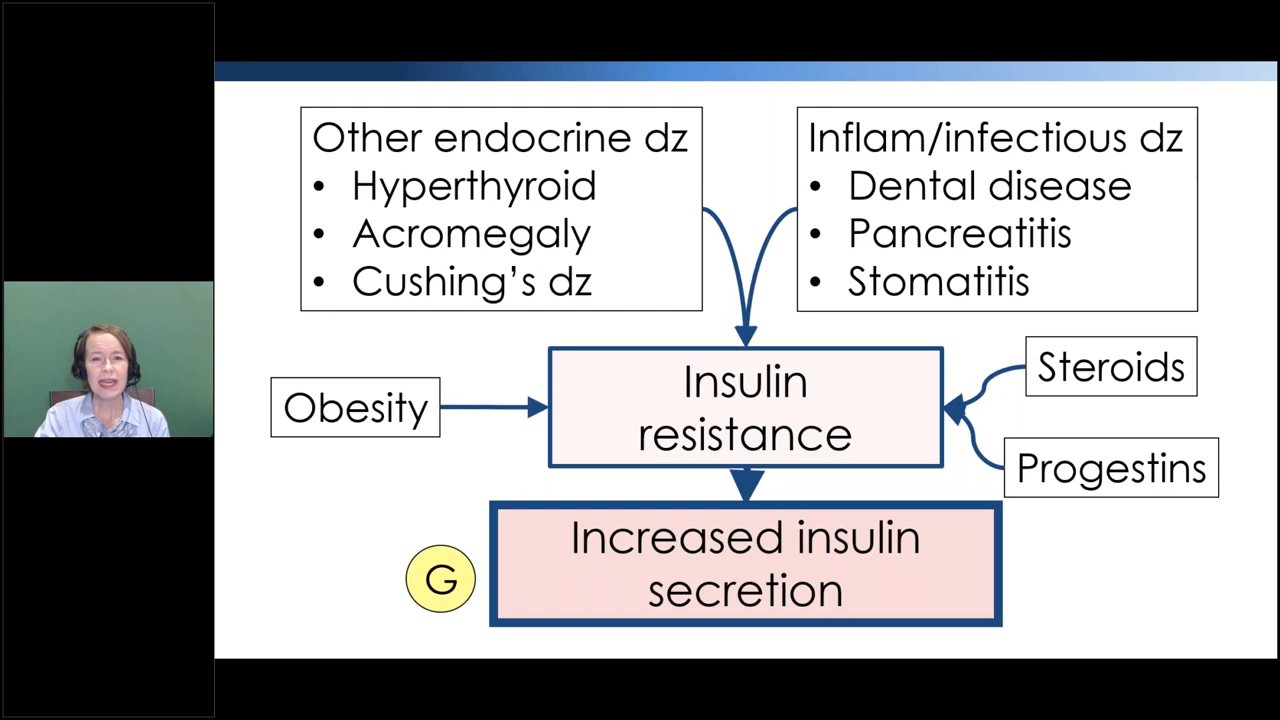 Other endocrine dz
• Hyperthyroid
• Acromegaly
• Cushing’s dz
Inflam/infectious dz
• Dental disease
• Pancreatitis
• Stomatitis
Obesity
Insulin
resistance
Steroids
Progestins
G
Increased insulin
secretion